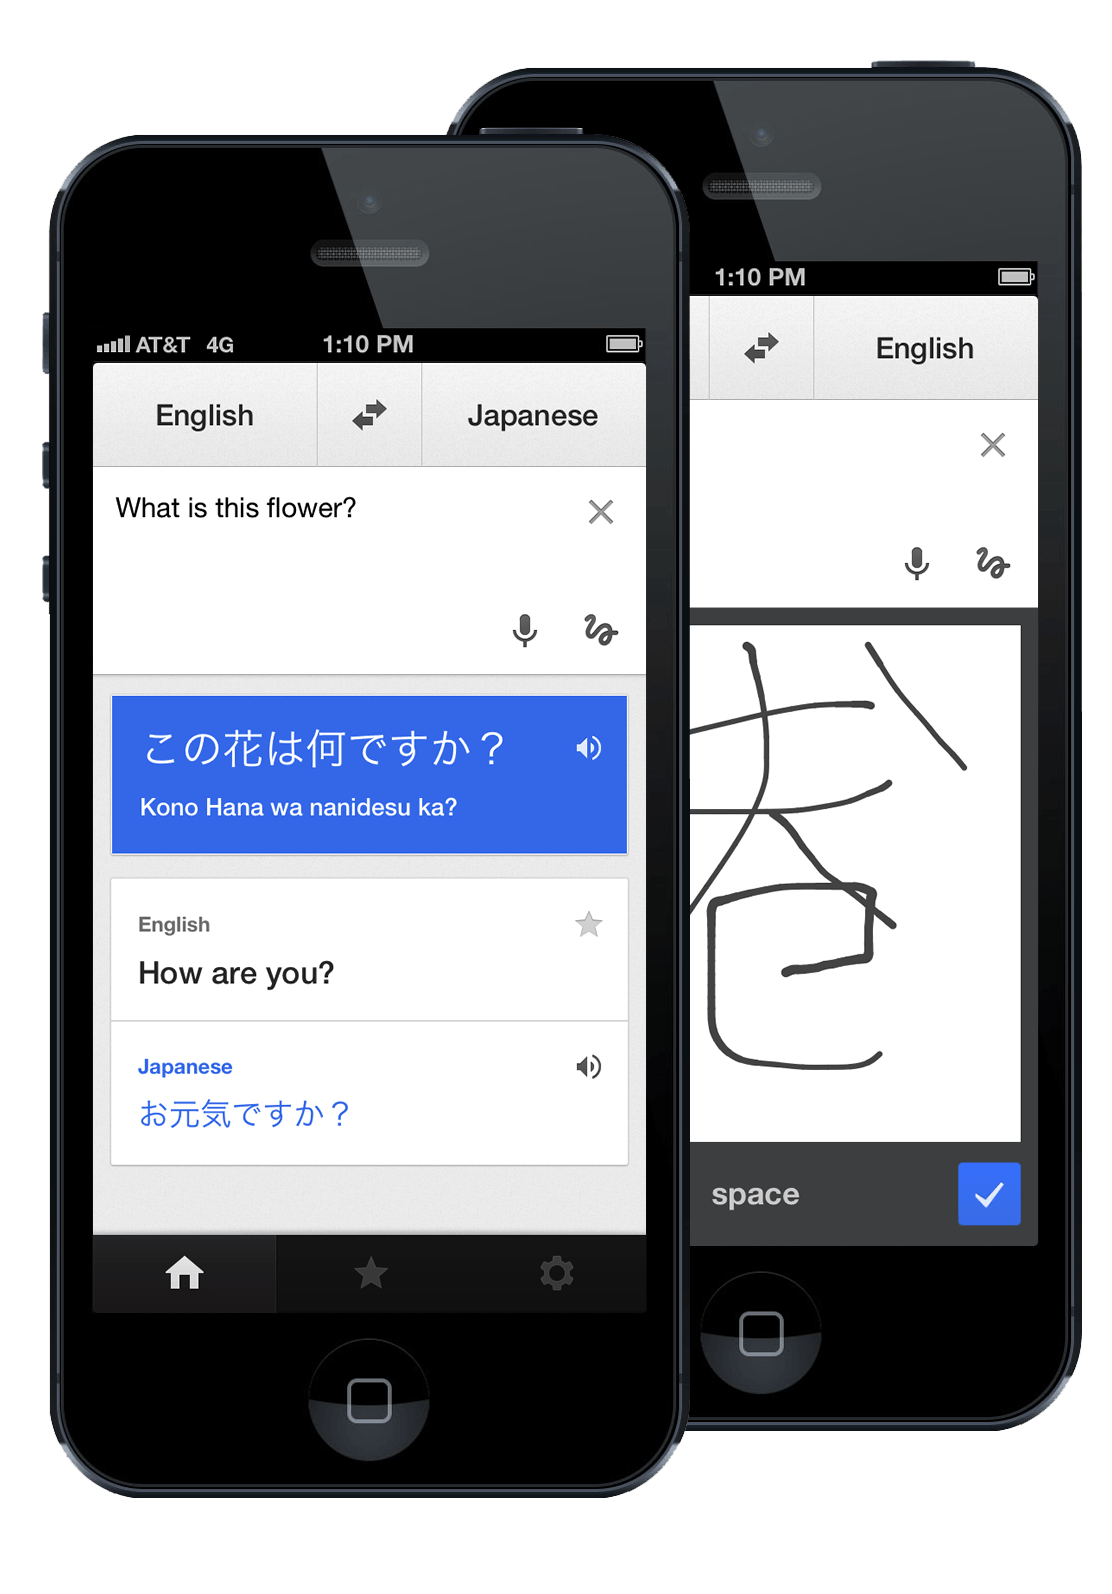 AT&T 4G 1:10 PM
English Japanese
What is this flower?
この花は何ですか？
Kono Hana wa nanidesu ka?
English
How are you?
Japanese
お元気ですか？
1:10 PM
English
space